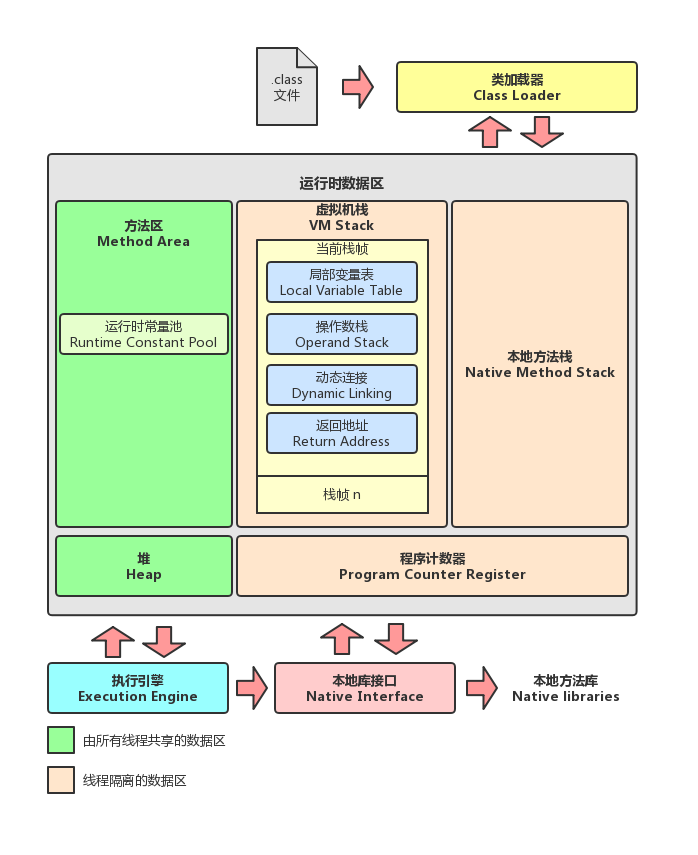 .class
文件
类加载器
Class Loader
运行时数据区
方法区
Method Area
运行时常量池
Runtime Constant Pool
虚拟机栈
VM Stack
当前栈帧
局部变量表
Local Variable Table
操作数栈
Operand Stack
动态连接
Dynamic Linking
返回地址
Return Address
栈帧 n
本地方法栈
Native Method Stack
堆
Heap
程序计数器
Program Counter Register
执行引擎
Execution Engine
本地库接口
Native Interface
本地方法库
Native libraries
由所有线程共享的数据区
线程隔离的数据区